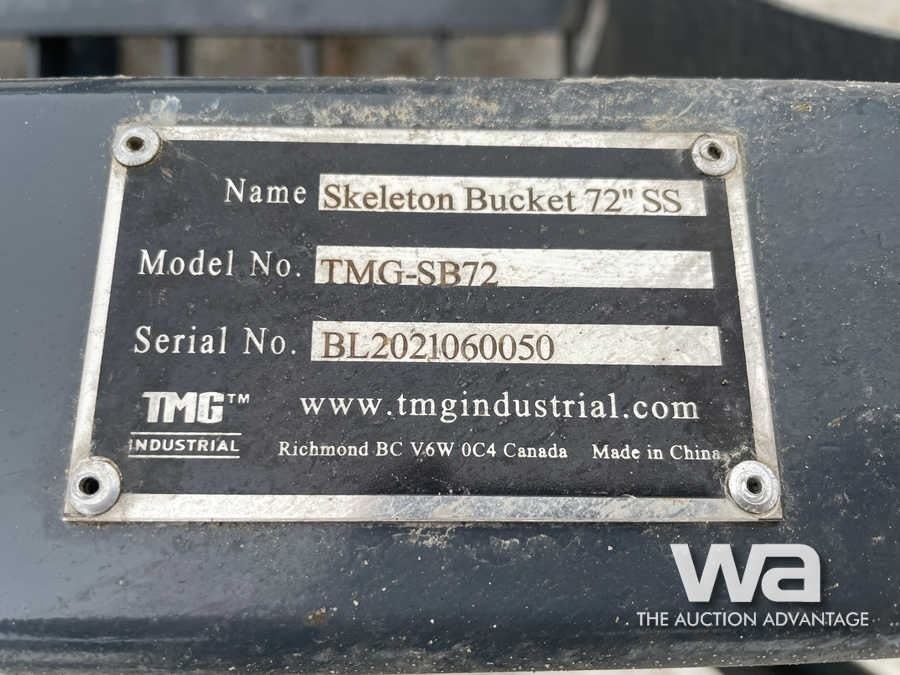 Name Skeleton Bucket 72" SS
Model No. TMG-SB72
Serial No. BL2021060050
TMG™ www.tmgindustrial.com
INDUSTRIAL Richmond BC V6W 0C4 Canada Made in China
wa
THE AUCTION ADVANTAGE